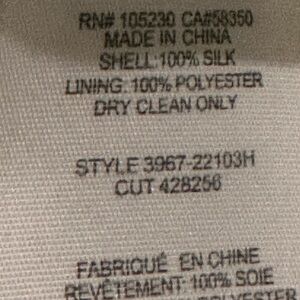 RN# 105230 CA#58350
MADE IN CHINA
SHELL:100% SILK
LINING: 100% POLYESTER
DRY CLEAN ONLY
STYLE 3967-22103H
CUT 428256
FABRIQUÉ EN CHINE
REVÊTEMENT: 100% SOIE